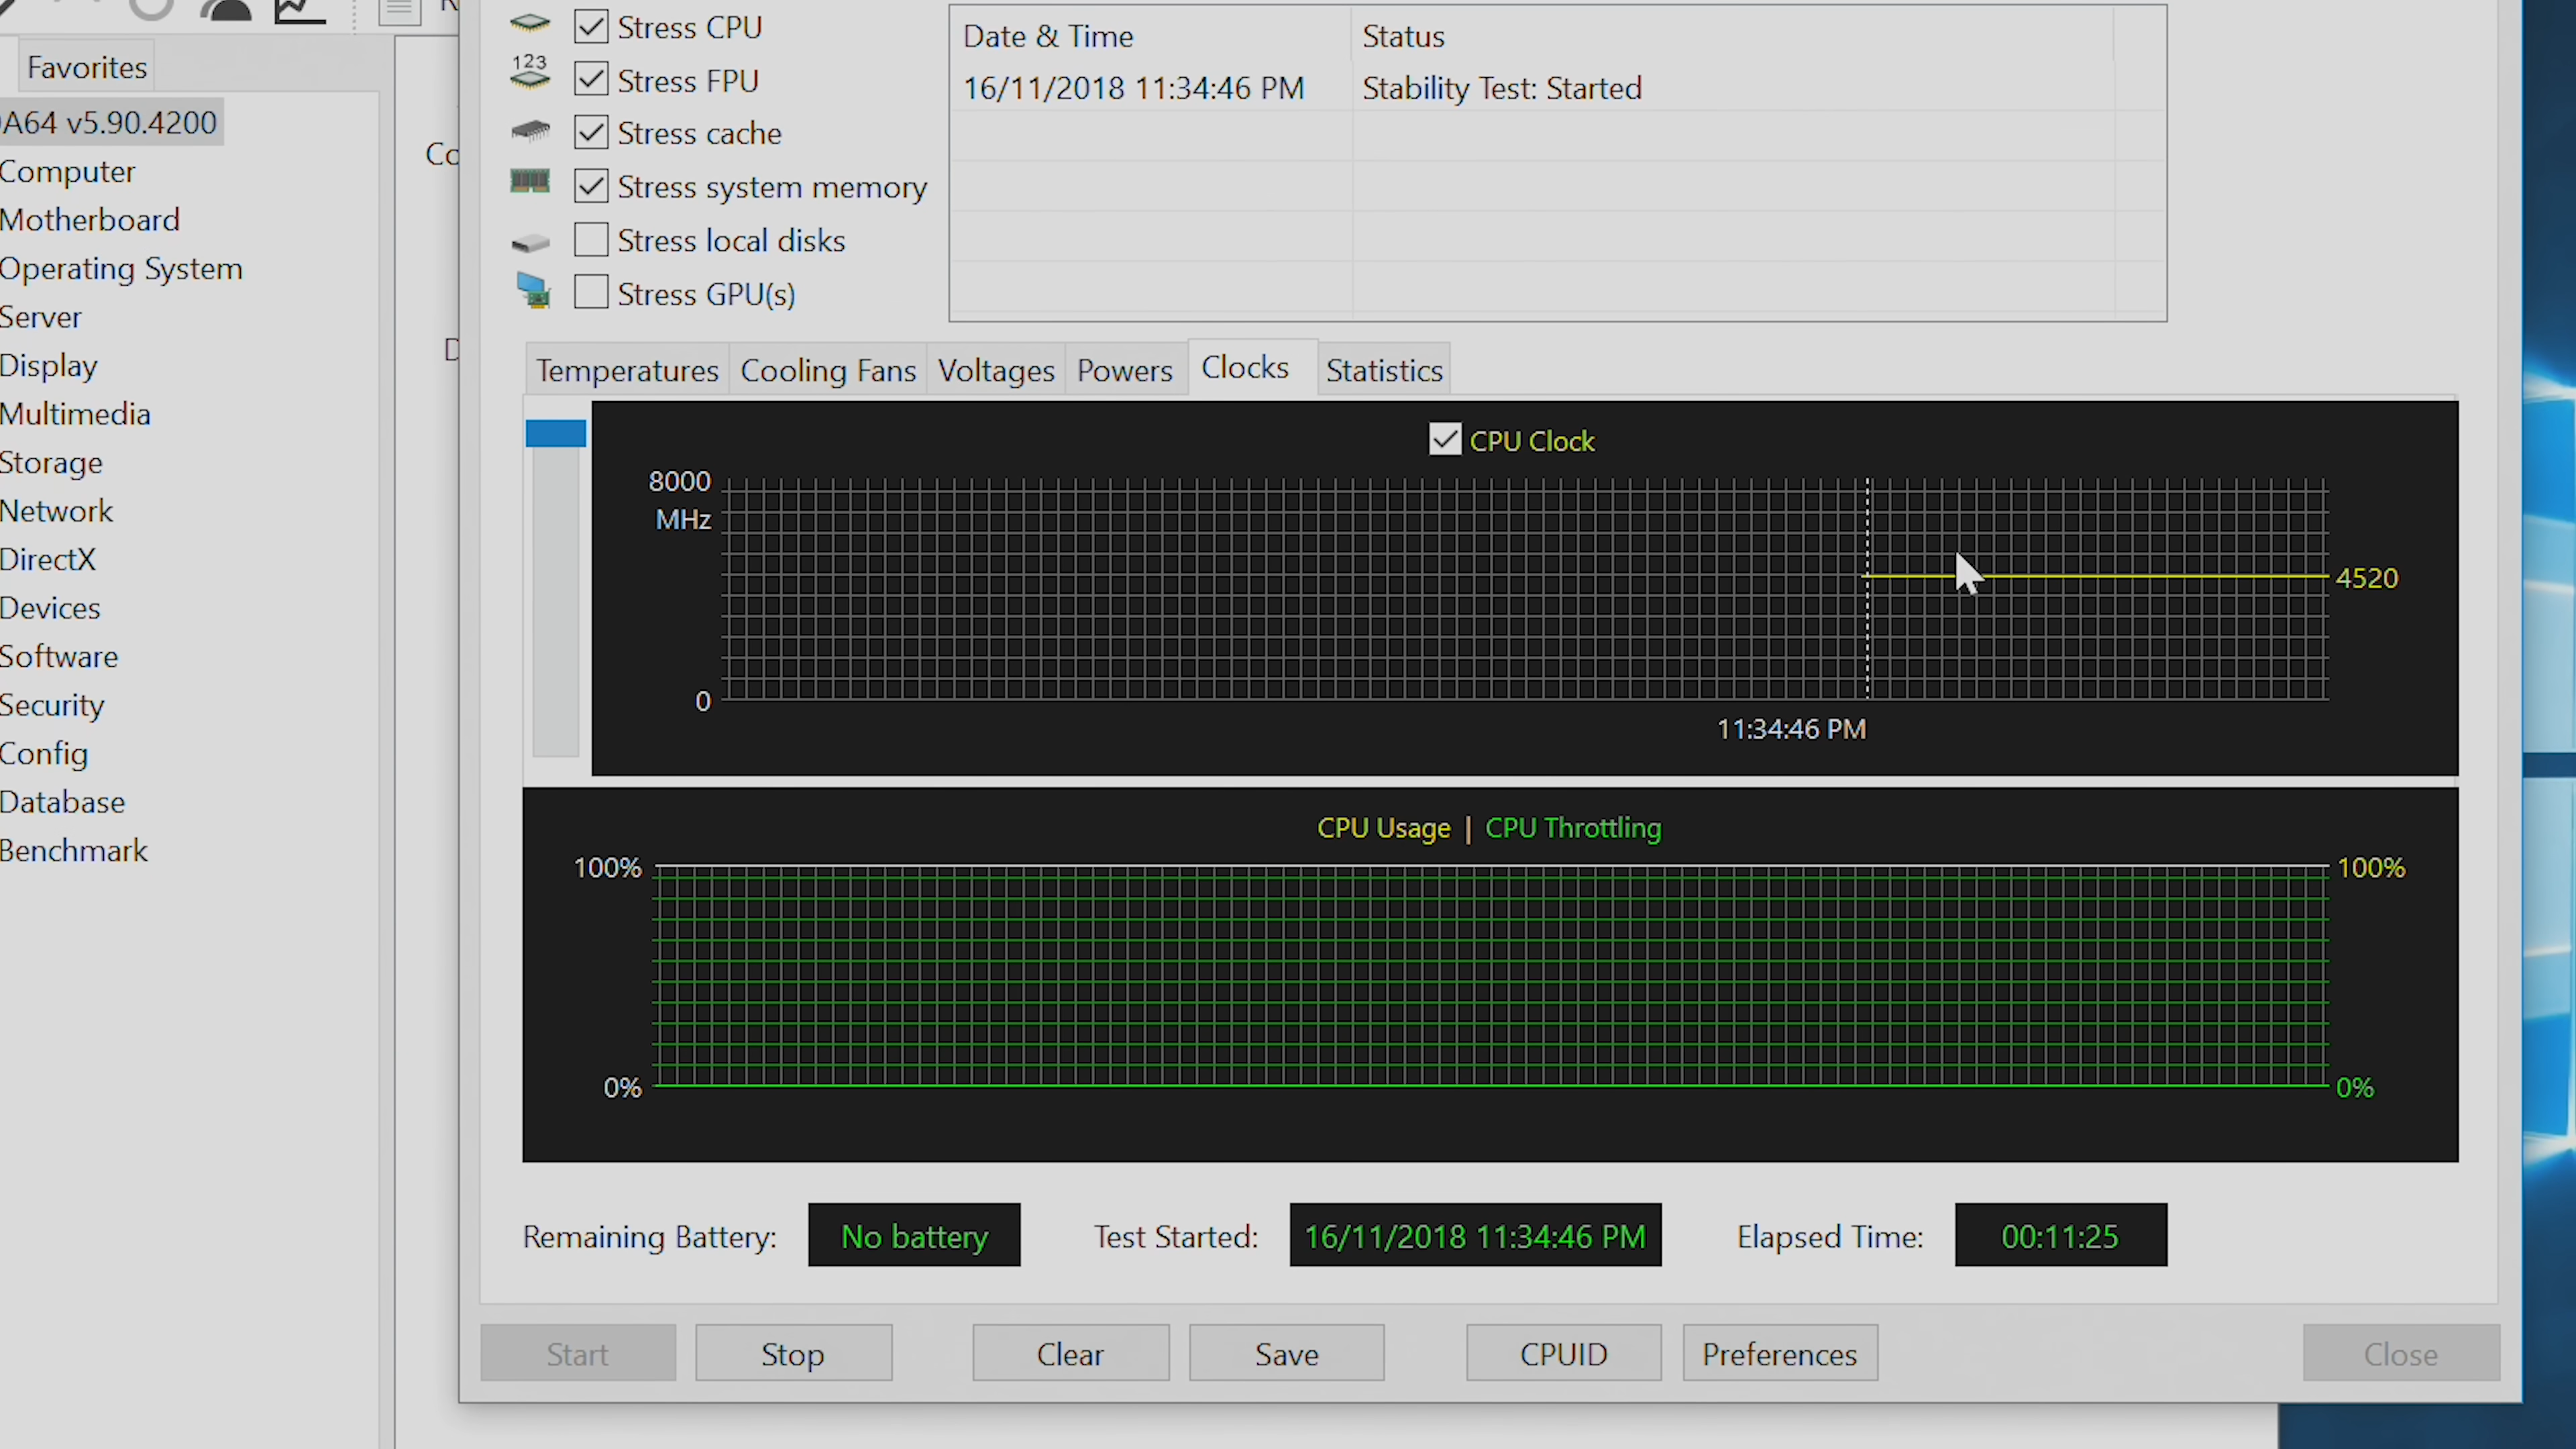 Favorites
A64 v5.90.4200
Computer
Motherboard
Operating System
Server
Display
Multimedia
Storage
Network
DirectX
Devices
Software
Security
Config
Database
Benchmark
Co
Stress CPU
123
Stress FPU
Stress cache
Stress system memory
Stress local disks
Stress GPU(s)
Date & Time Status
16/11/2018 11:34:46 PM Stability Test: Started
Temperatures Cooling Fans Voltages Powers Clocks Statistics
CPU Clock
8000
MHz
4520
0
11:34:46 PM
CPU Usage | CPU Throttling
100% 100%
0% 0%
Remaining Battery: No battery Test Started: 16/11/2018 11:34:46 PM Elapsed Time: 00:11:25
Start Stop Clear Save CPUID Preferences Close